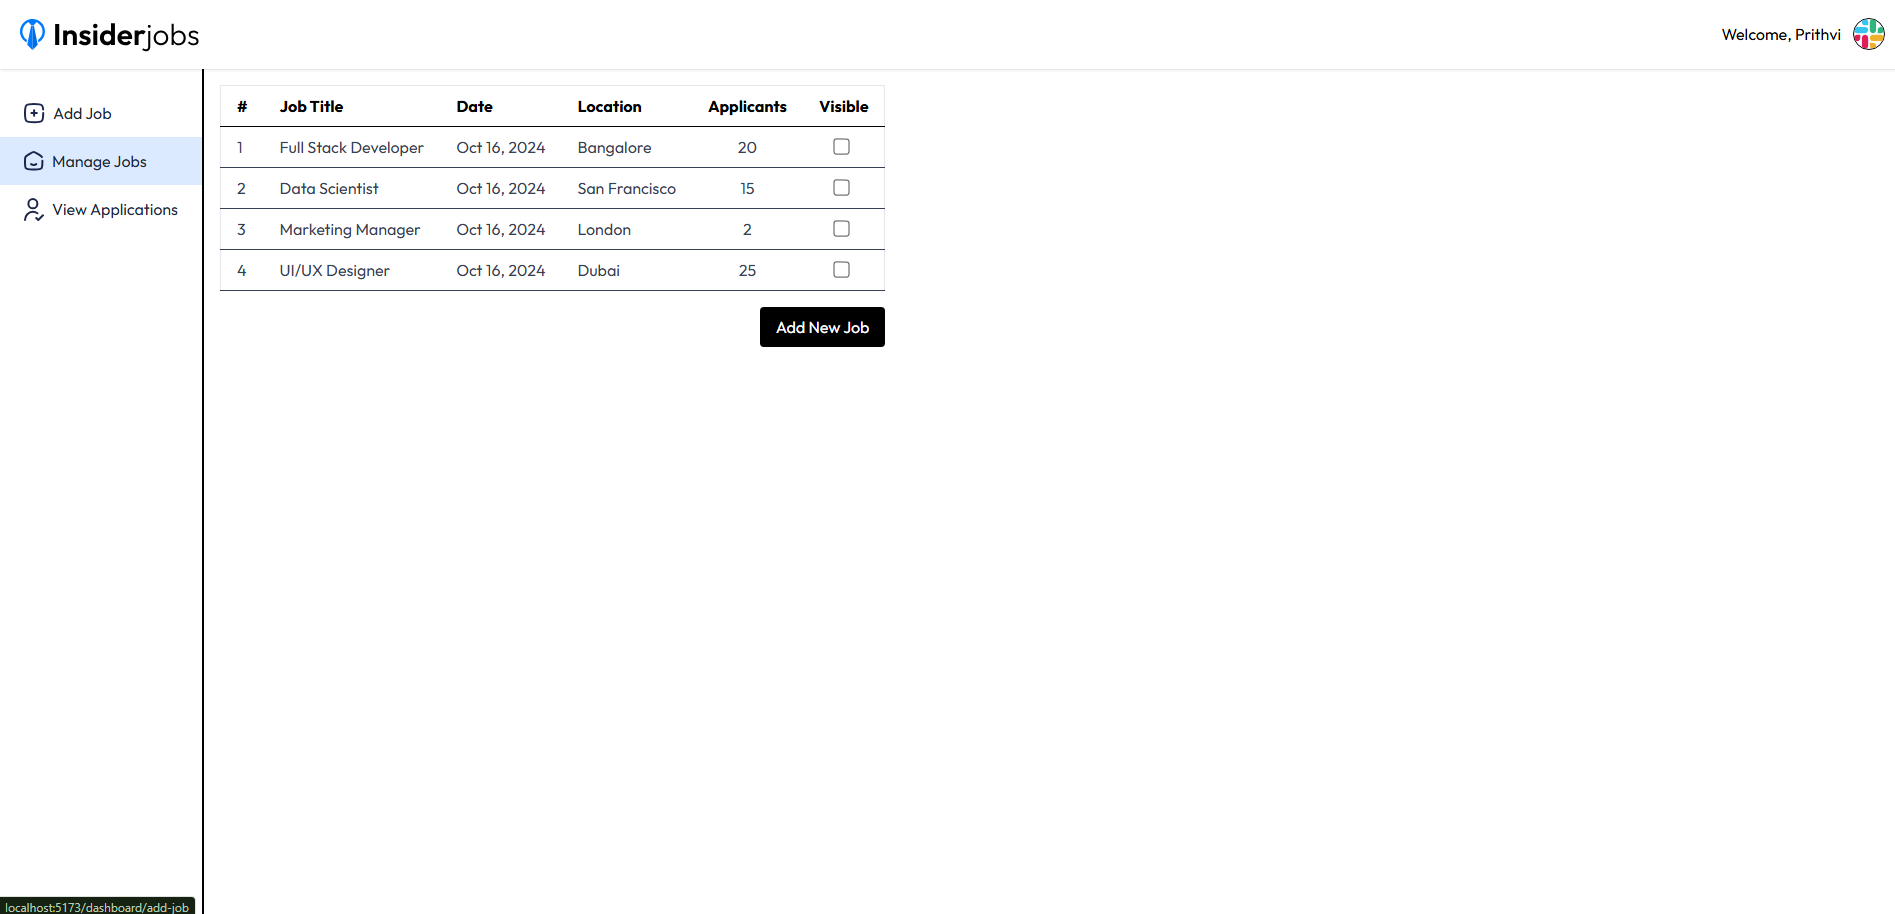 Insiderjobs
Welcome, Prithvi
Add Job
Manage Jobs
View Applications
# Job Title Date Location Applicants Visible
1 Full Stack Developer Oct 16, 2024 Bangalore 20
2 Data Scientist Oct 16, 2024 San Francisco 15
3 Marketing Manager Oct 16, 2024 London 2
4 UI/UX Designer Oct 16, 2024 Dubai 25
Add New Job
localhost:5173/dashboard/add-job